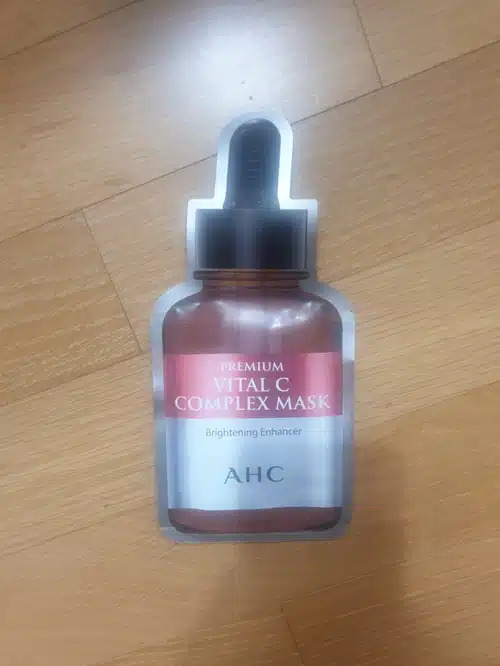 PREMIUM
VITAL C
COMPLEX MASK
Brightening Enhancer
AHC